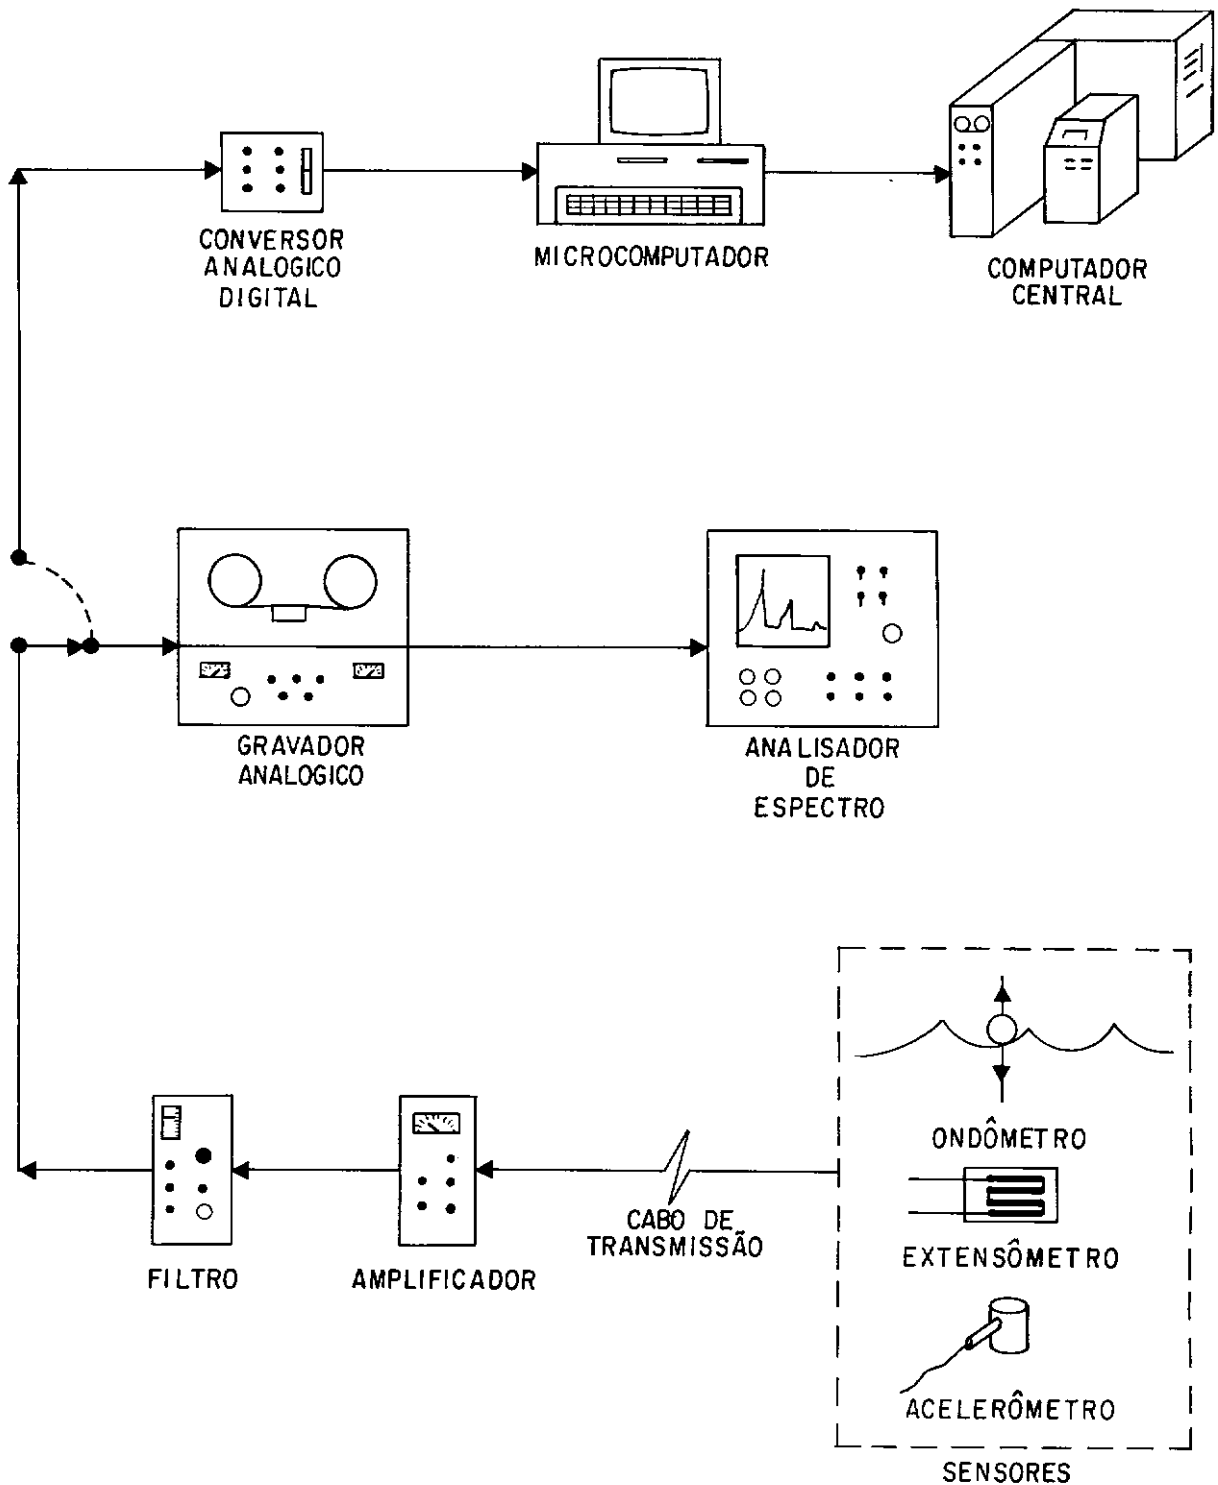 CONVERSOR
ANALOGICO
DIGITAL
MICROCOMPUTADOR
COMPUTADOR
CENTRAL
GRAVADOR
ANALOGICO
ANALISADOR
DE
ESPECTRO
ONDÔMETRO
EXTENSÔMETRO
ACELERÔMETRO
SENSORES
CABO DE
TRANSMISSÃO
AMPLIFICADOR
FILTRO